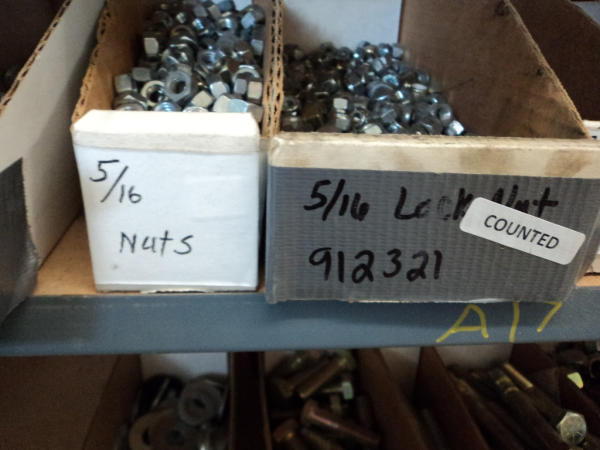 5/16
Nuts
5/16 Lock Nut
COUNTED
912321
A17